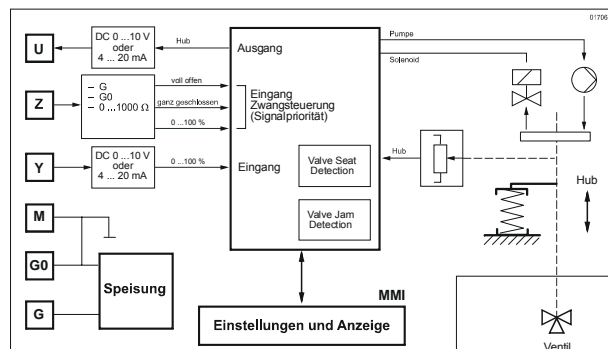 01706
U
DC 0 ...10 V
oder
4 ... 20 mA
Hub
Ausgang
Pumpe
Solenoid
Z
– G
– G0
– 0 ...1000 Ω
voll offen
ganz geschlossen
0 ...100 %
Eingang
Zwangsteuerung
(Signalpriorität)
Y
DC 0 ...10 V
oder
4 ... 20 mA
0 ...100 %
Eingang
Valve Seat
Detection
Valve Jam
Detection
Hub
Hub
M
G0
G
Speisung
MMI
Einstellungen und Anzeige
Ventil